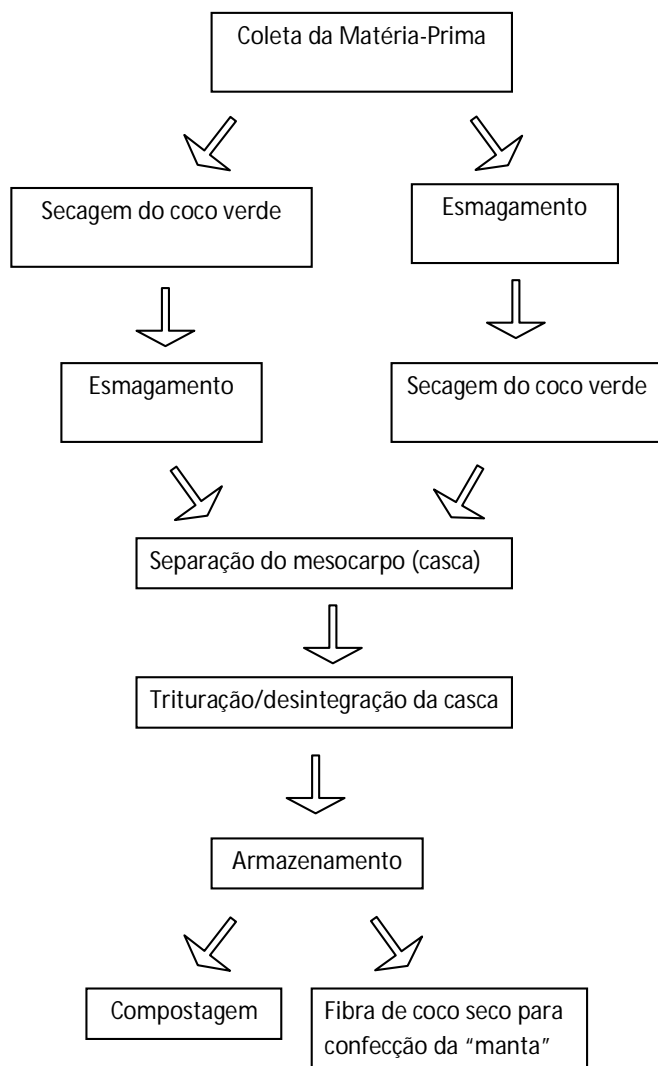 Coleta da Matéria-Prima
Secagem do coco verde
Esmagamento
Esmagamento
Secagem do coco verde
Separação do mesocarpo (casca)
Trituração/desintegração da casca
Armazenamento
Compostagem
Fibra de coco seco para
confecção da “manta”